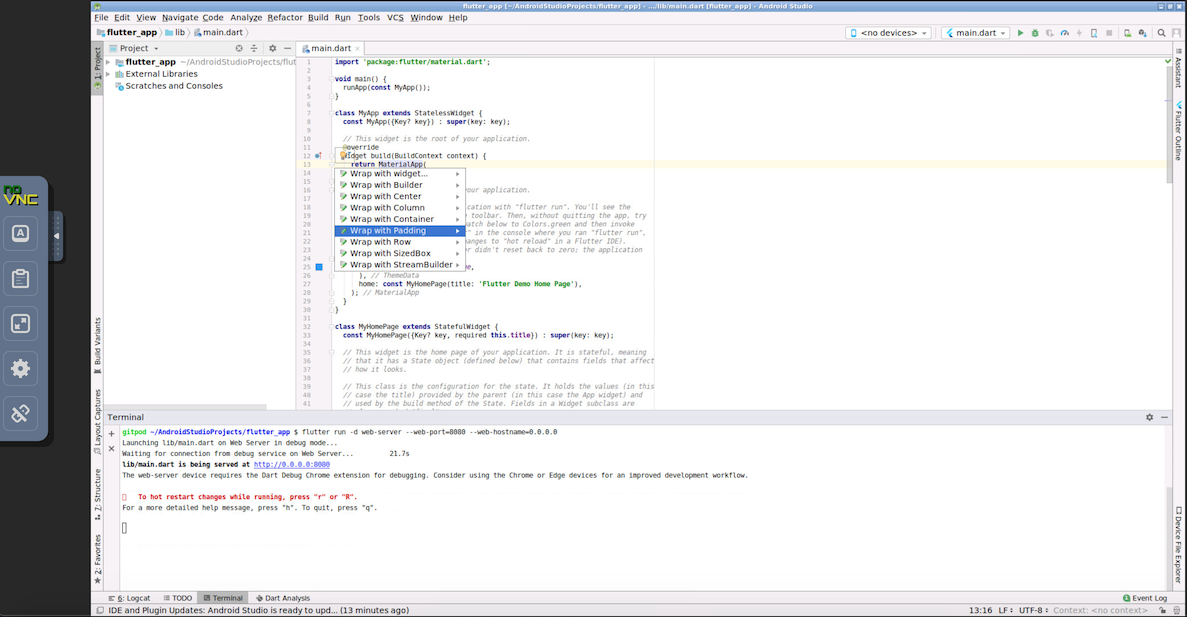 flutter_app [~/AndroidStudioProjects/flutter_app] - .../lib/main.dart [flutter_app] - Android Studio
File Edit View Navigate Code Analyze Refactor Build Run Tools VCS Window Help
flutter_app lib main.dart
<no devices> main.dart
Project
main.dart
flutter_app ~/AndroidStudioProjects/flut
External Libraries
Scratches and Consoles
1: Project
Build Variants
Layout Captures
Z: Structure
2: Favorites
Assistant
Flutter Outline
Device File Explorer
no
VNC
A
1 import 'package:flutter/material.dart';
2
3 void main() {
4 runApp(const MyApp());
5 }
6
7 class MyApp extends StatelessWidget {
8 const MyApp({Key? key}) : super(key: key);
9
10 // This widget is the root of your application.
11 @override
12 Widget build(BuildContext context) {
13 return MaterialApp(
14
15
16 your application.
17
18 cation with "flutter run". You'll see the
19 toolbar. Then, without quitting the app, try
20 atch below to Colors.green and then invoke
21 " in the console where you ran "flutter run".
22 anges to "hot reload" in a Flutter IDE).
23 r didn't reset back to zero; the application
24
25 e,
26 ), // ThemeData
27 home: const MyHomePage(title: 'Flutter Demo Home Page'),
28 ); // MaterialApp
29 }
30 }
31
32 class MyHomePage extends StatefulWidget {
33 const MyHomePage({Key? key, required this.title}) : super(key: key);
34
35 // This widget is the home page of your application. It is stateful, meaning
36 // that it has a State object (defined below) that contains fields that affect
37 // how it looks.
38
39 // This class is the configuration for the state. It holds the values (in this
40 // case the title) provided by the parent (in this case the App widget) and
41 // used by the build method of the State. Fields in a Widget subclass are
Wrap with widget...
Wrap with Builder
Wrap with Center
Wrap with Column
Wrap with Container
Wrap with Padding
Wrap with Row
Wrap with SizedBox
Wrap with StreamBuilder
Terminal
gitpod ~/AndroidStudioProjects/flutter_app $ flutter run -d web-server --web-port=8080 --web-hostname=0.0.0.0
Launching lib/main.dart on Web Server in debug mode...
Waiting for connection from debug service on Web Server... 21.7s
lib/main.dart is being served at http://0.0.0.0:8080
The web-server device requires the Dart Debug Chrome extension for debugging. Consider using the Chrome or Edge devices for an improved development workflow.
To hot restart changes while running, press "r" or "R".
For a more detailed help message, press "h". To quit, press "q".
6: Logcat TODO Terminal Dart Analysis Event Log
IDE and Plugin Updates: Android Studio is ready to upd... (13 minutes ago) 13:16 LF UTF-8 Context: <no context>